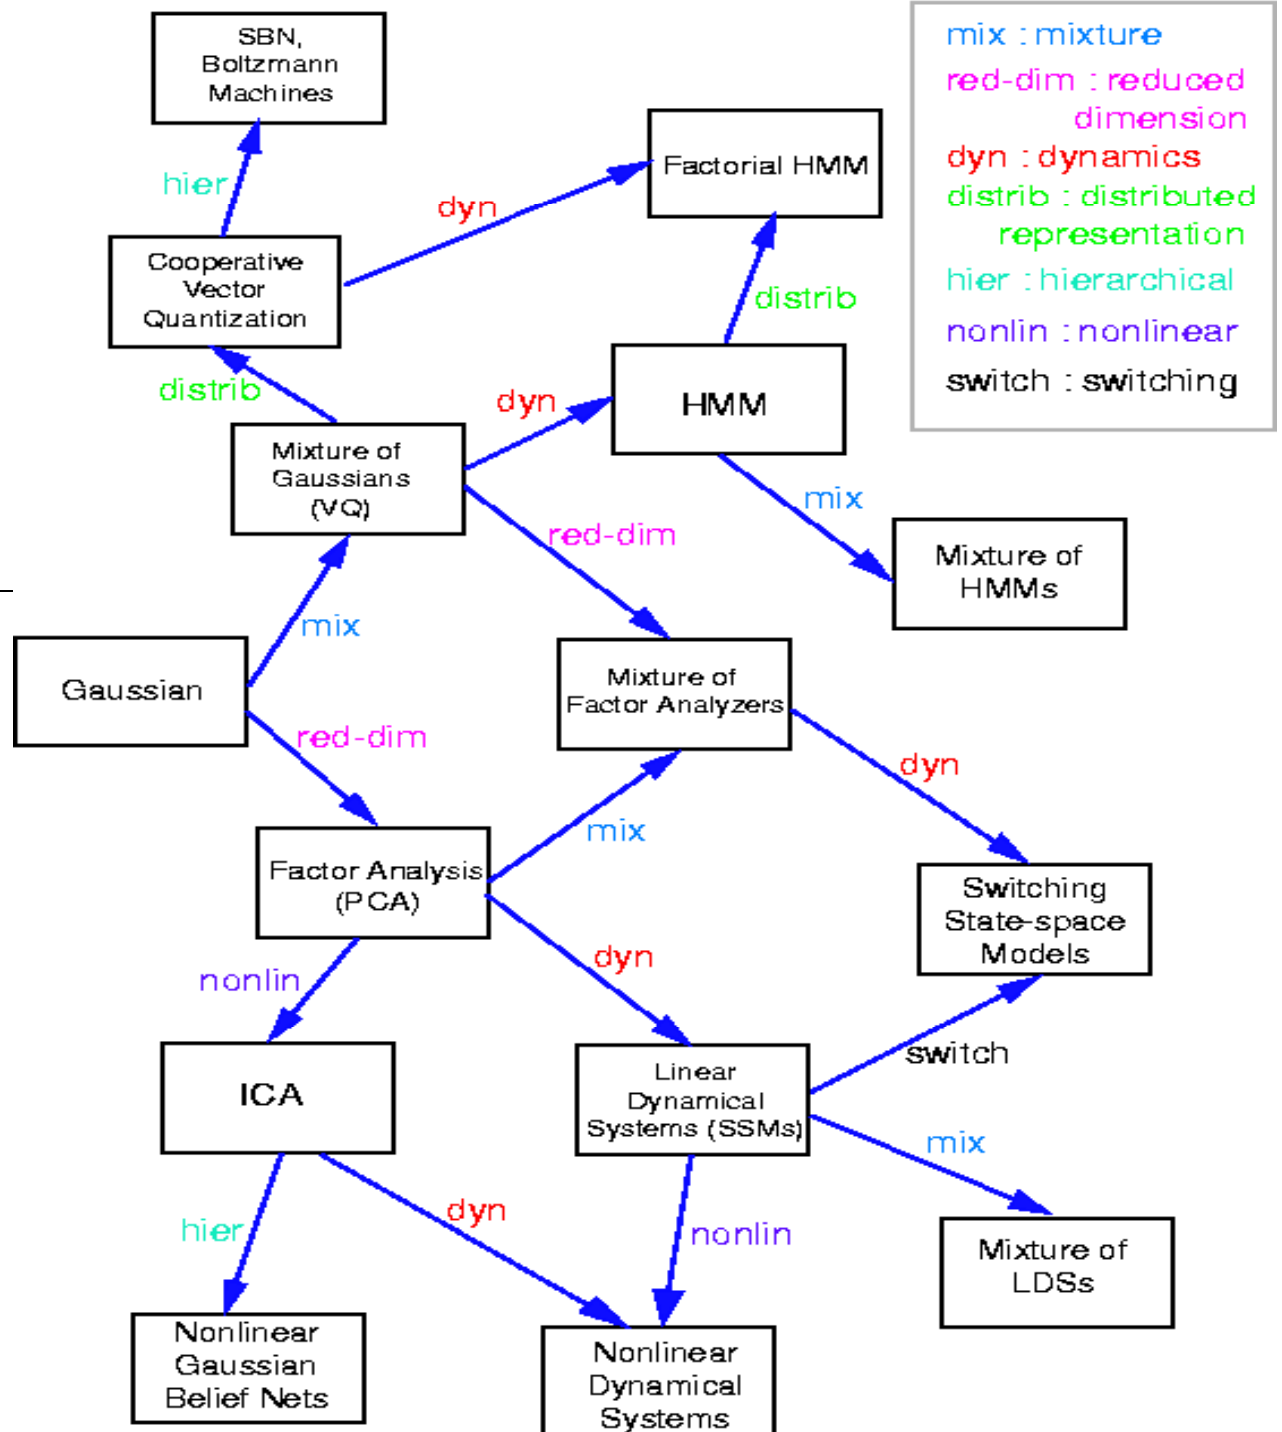 SBN,
Boltzmann
Machines
mix : mixture
red-dim : reduced
dimension
dyn : dynamics
distrib : distributed
representation
hier : hierarchical
nonlin : nonlinear
switch : switching
hier
dyn
Factorial HMM
Cooperative
Vector
Quantization
distrib
distrib
dyn
HMM
Mixture of
Gaussians
(VQ)
mix
red-dim
Mixture of
HMMs
mix
Gaussian
Mixture of
Factor Analyzers
red-dim
dyn
mix
Factor Analysis
(PCA)
Switching
State-space
Models
nonlin
dyn
switch
ICA
Linear
Dynamical
Systems (SSMs)
mix
hier
dyn
nonlin
Mixture of
LDSs
Nonlinear
Gaussian
Belief Nets
Nonlinear
Dynamical
Systems